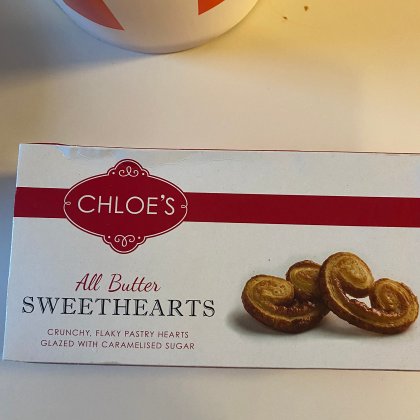 CHLOE'S
All Butter
SWEETHEARTS
CRUNCHY, FLAKY PASTRY HEARTS
GLAZED WITH CARAMELISED SUGAR